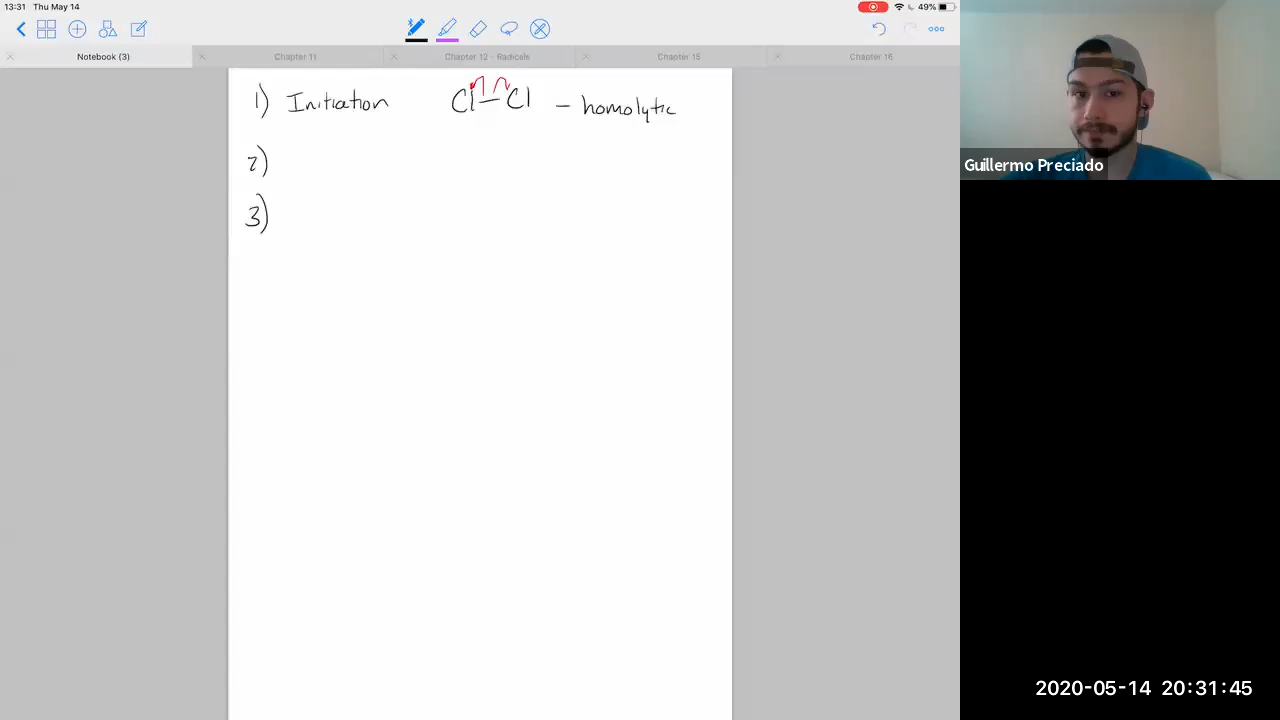 13:31 Thu May 14
49%
Notebook (3)
Chapter 11
Chapter 12 - Radicals
Chapter 15
Chapter 16
1) Initiation Cl—Cl — homolytic
2)
3)
Guillermo Preciado
2020-05-14 20:31:45